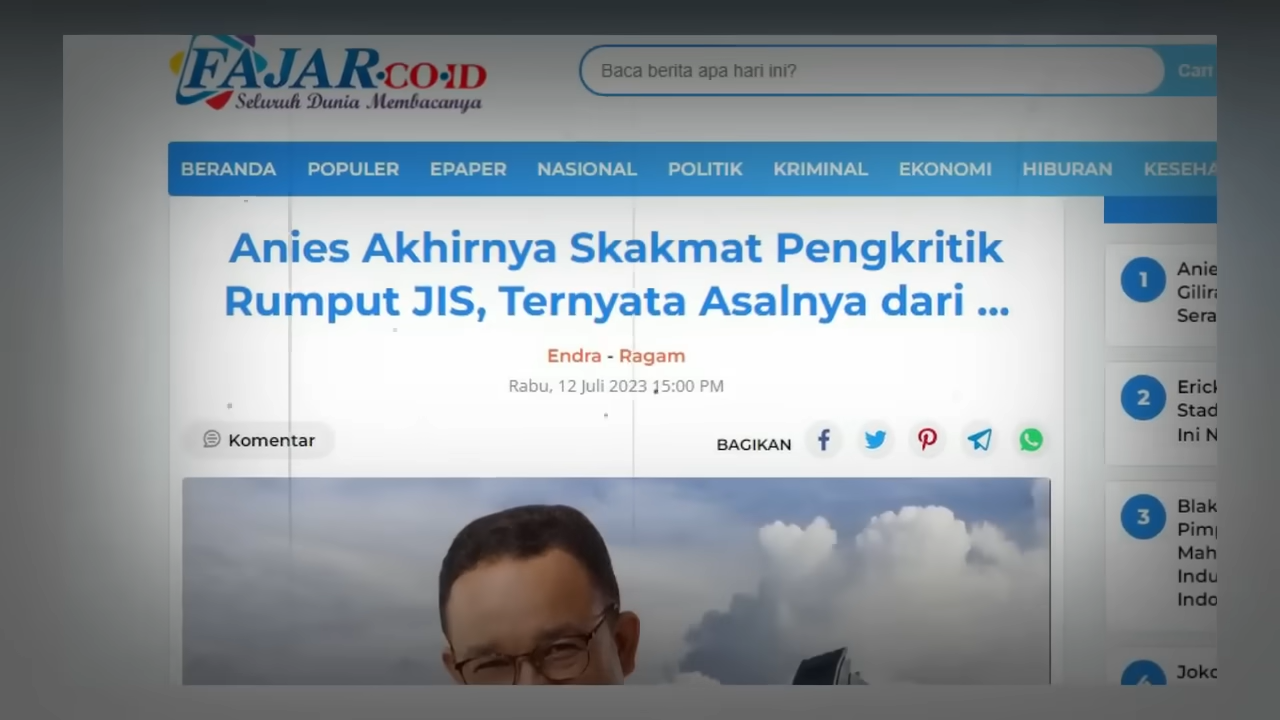 FAJAR.CO.ID
Seluruh Dunia Membacanya
Baca berita apa hari ini?
Cari
BERANDA POPULER EPAPER NASIONAL POLITIK KRIMINAL EKONOMI HIBURAN
Anies Akhirnya Skakmat Pengkritik
Rumput JIS, Ternyata Asalnya dari ...
Endra - Ragam
Rabu, 12 Juli 2023 15:00 PM
Komentar
BAGIKAN
1
2
Ini
3